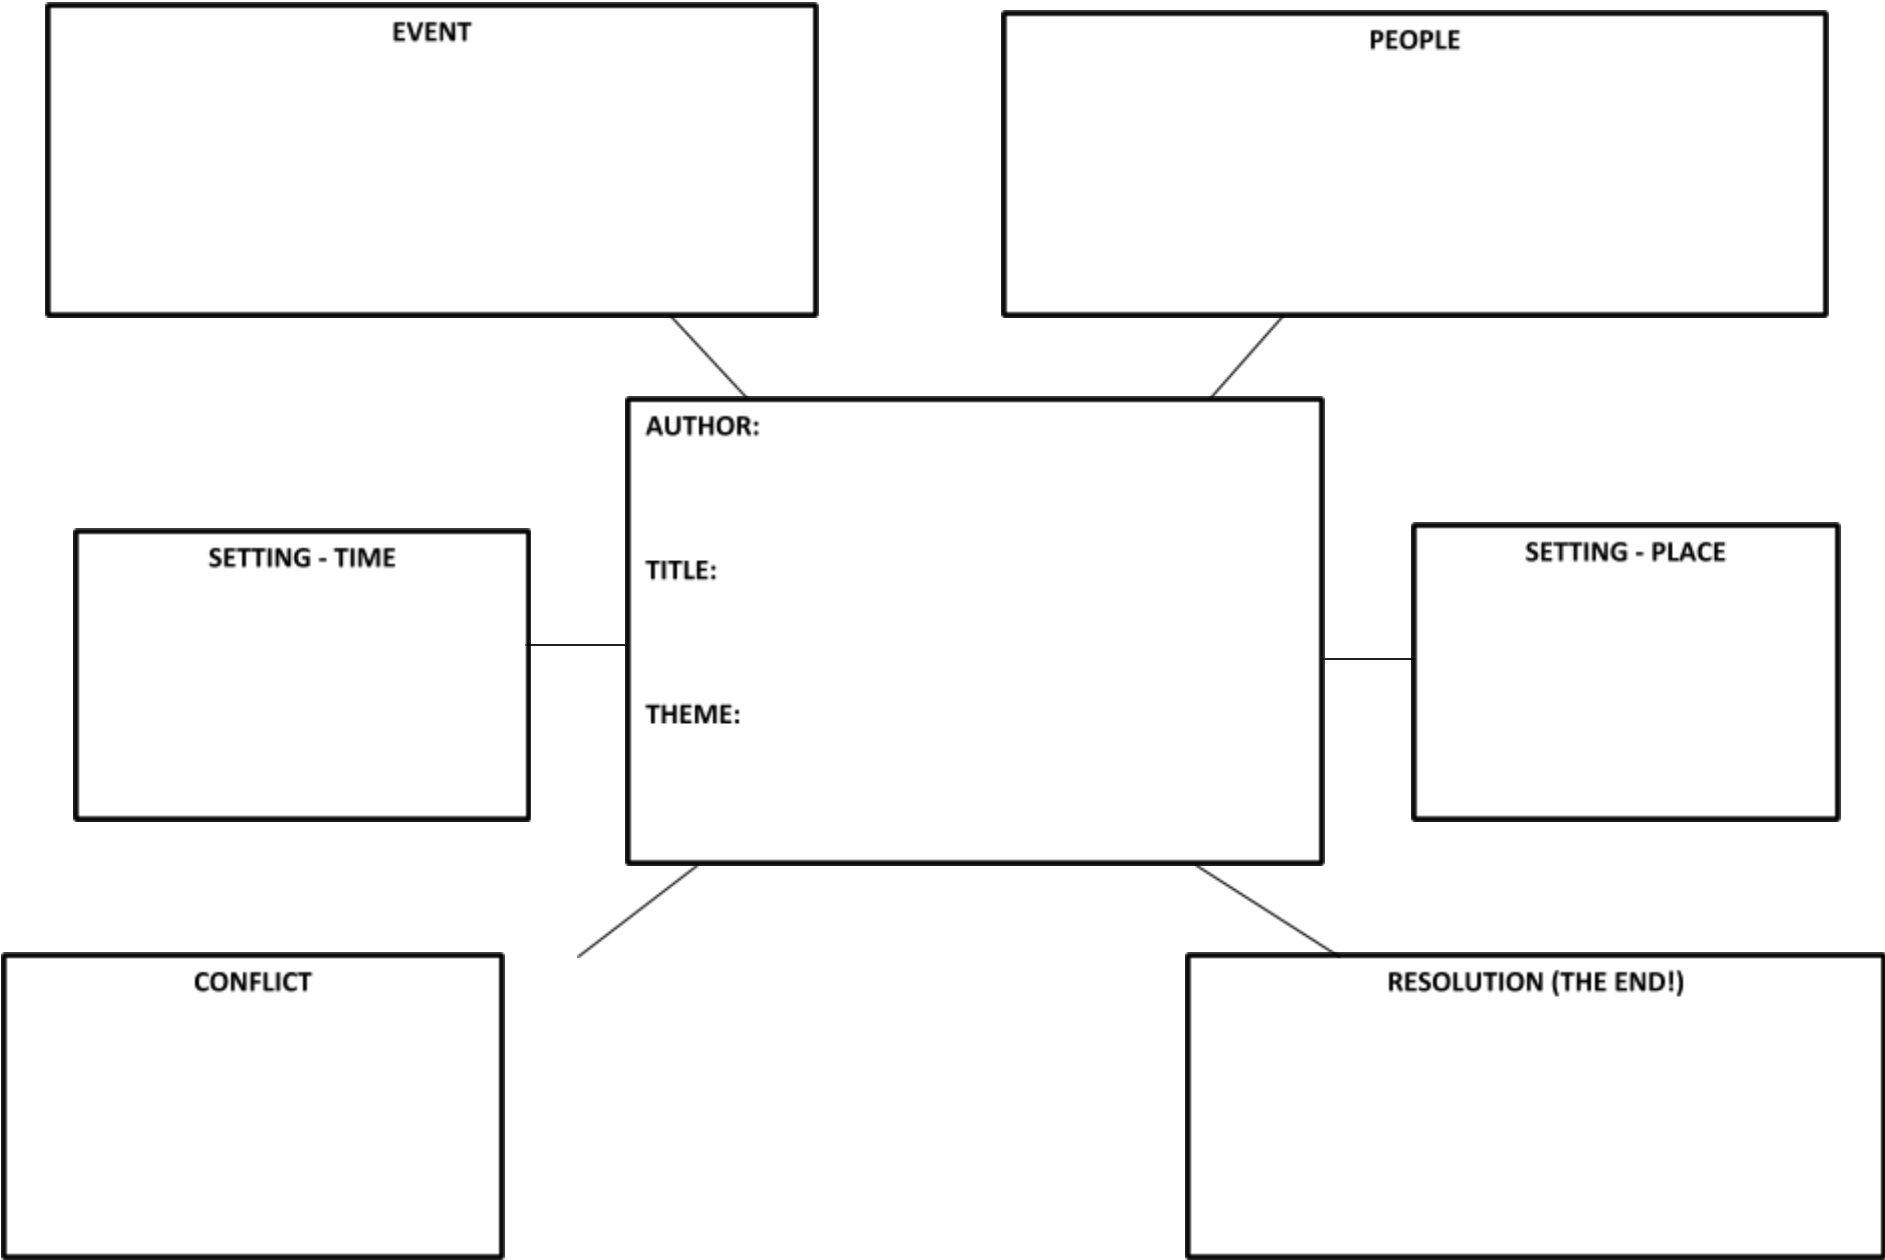 EVENT
PEOPLE
AUTHOR:
TITLE:
THEME:
SETTING - TIME
SETTING - PLACE
CONFLICT
RESOLUTION (THE END!)